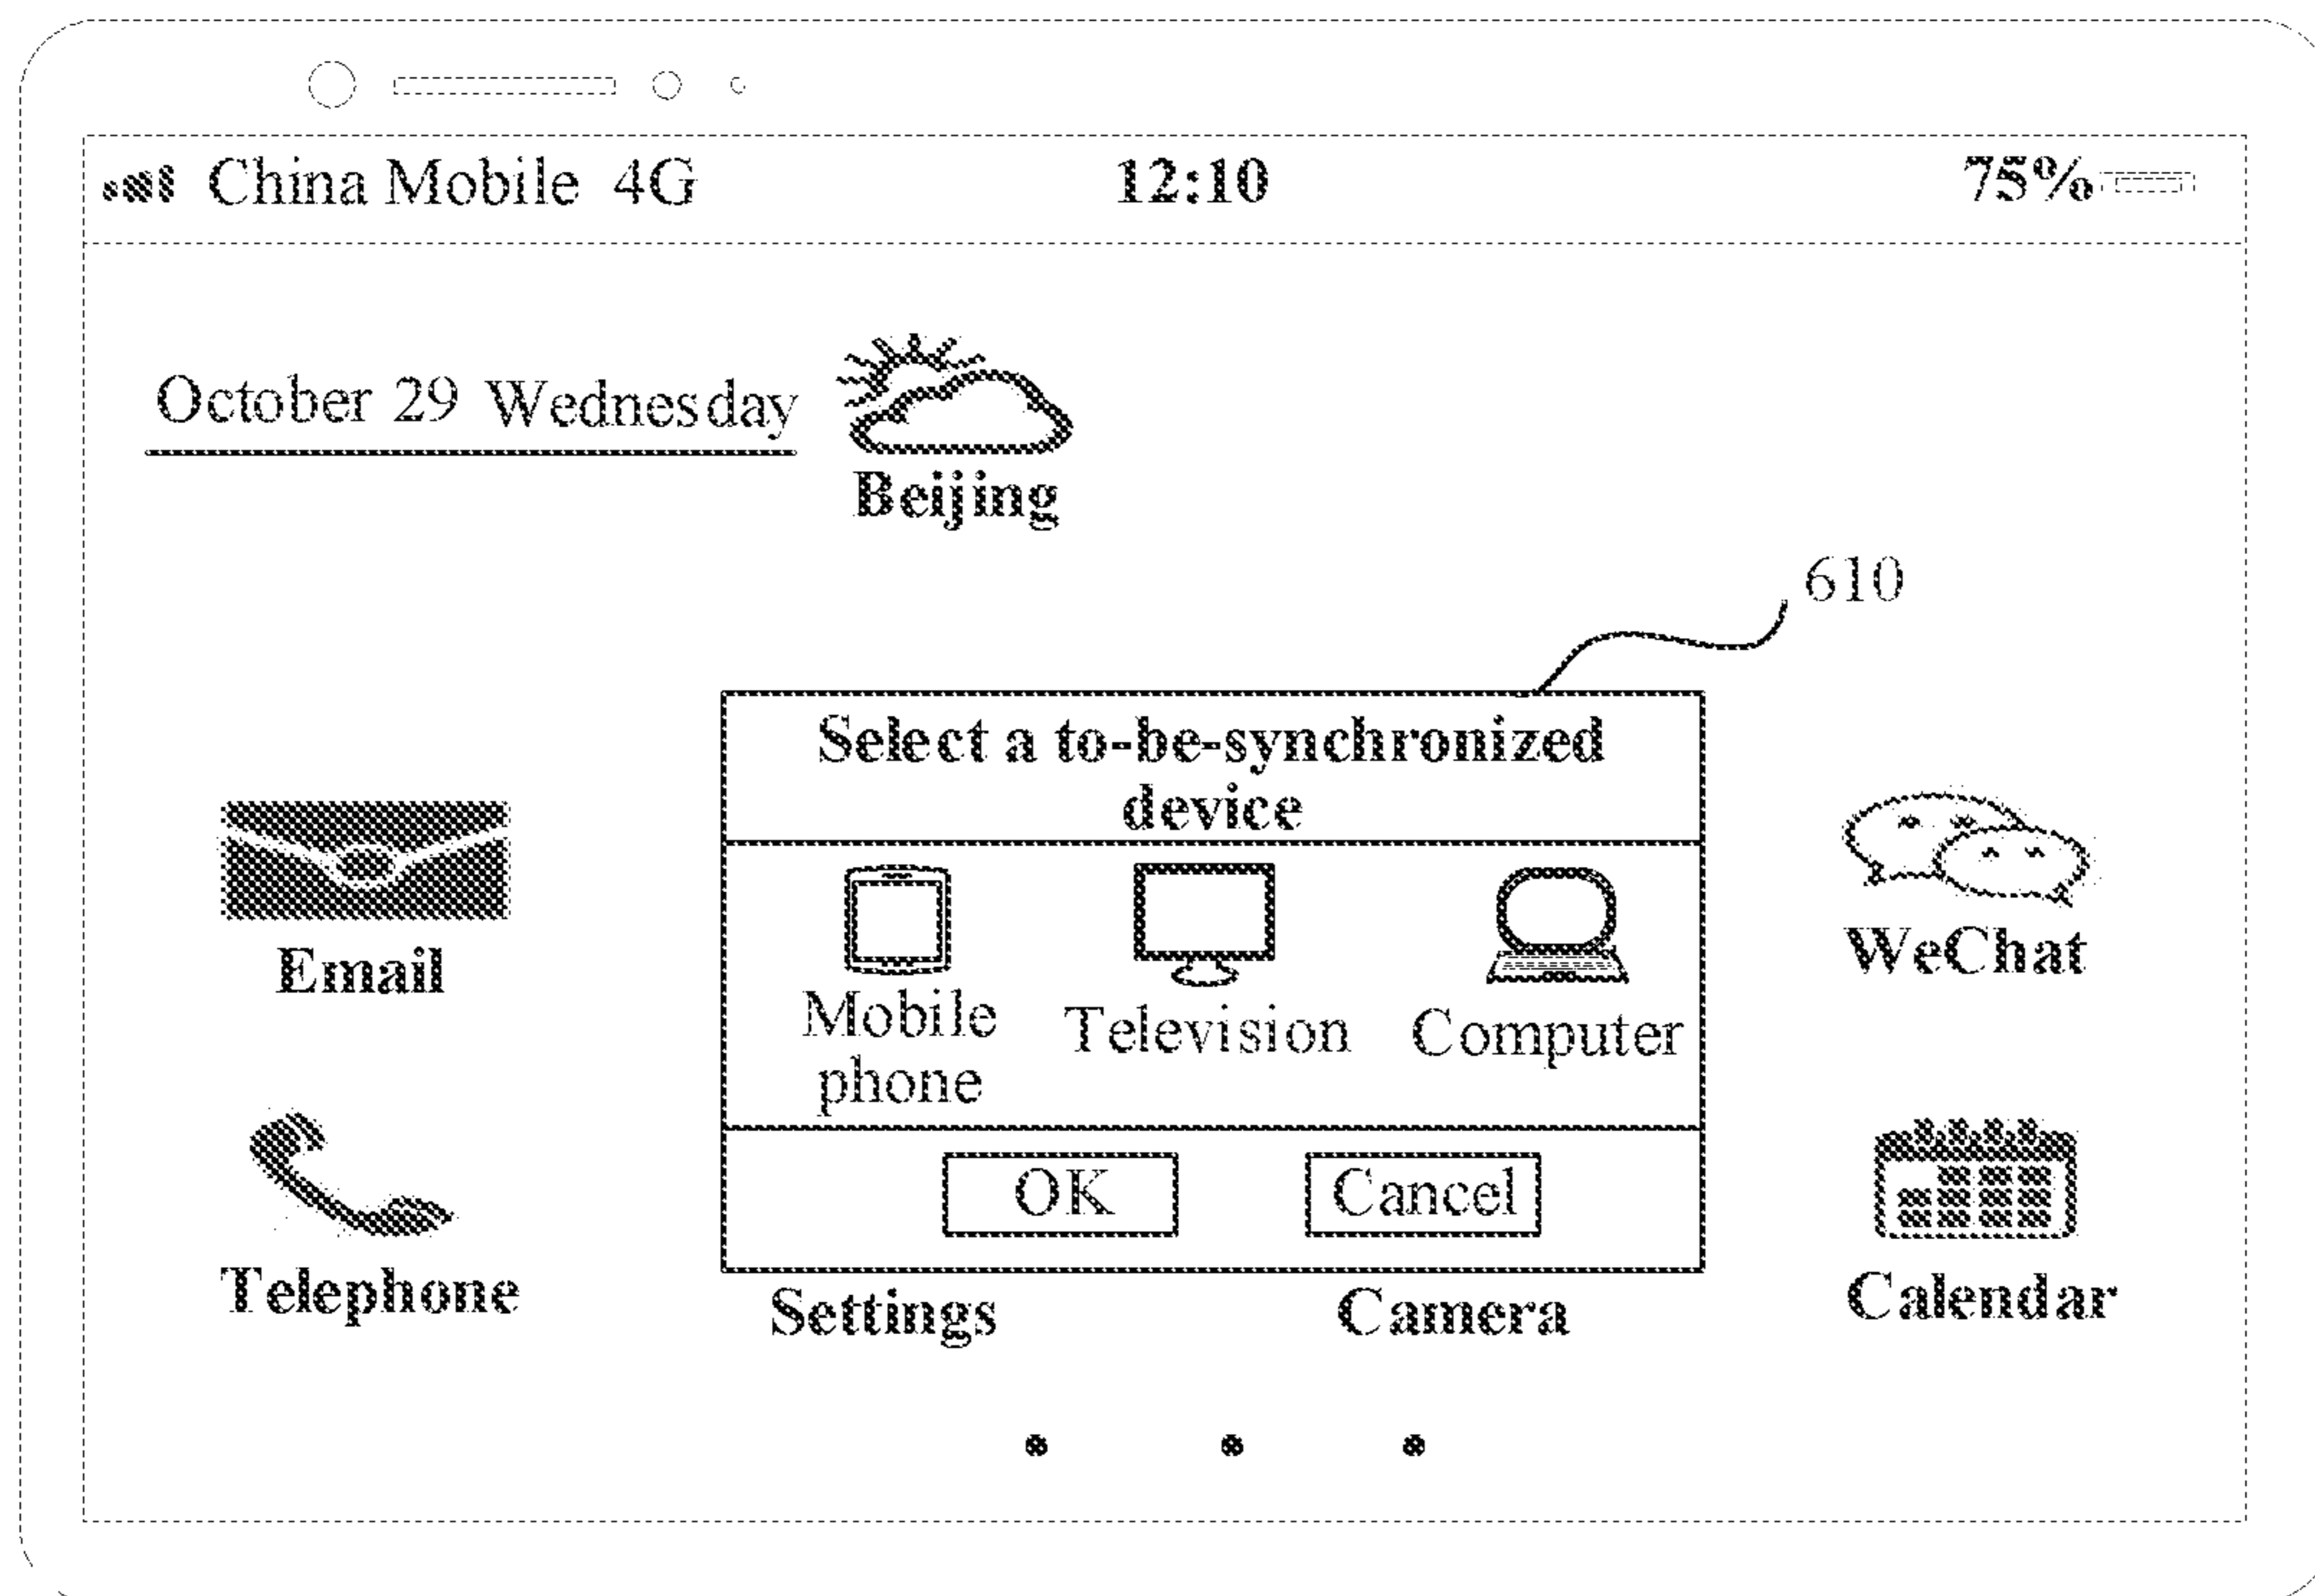 China Mobile 4G 12:10 75%
October 29 Wednesday
Beijing
610
Select a to-be-synchronized
device
Email
WeChat
Mobile
phone
Television
Computer
OK
Cancel
Telephone
Settings
Camera
Calendar